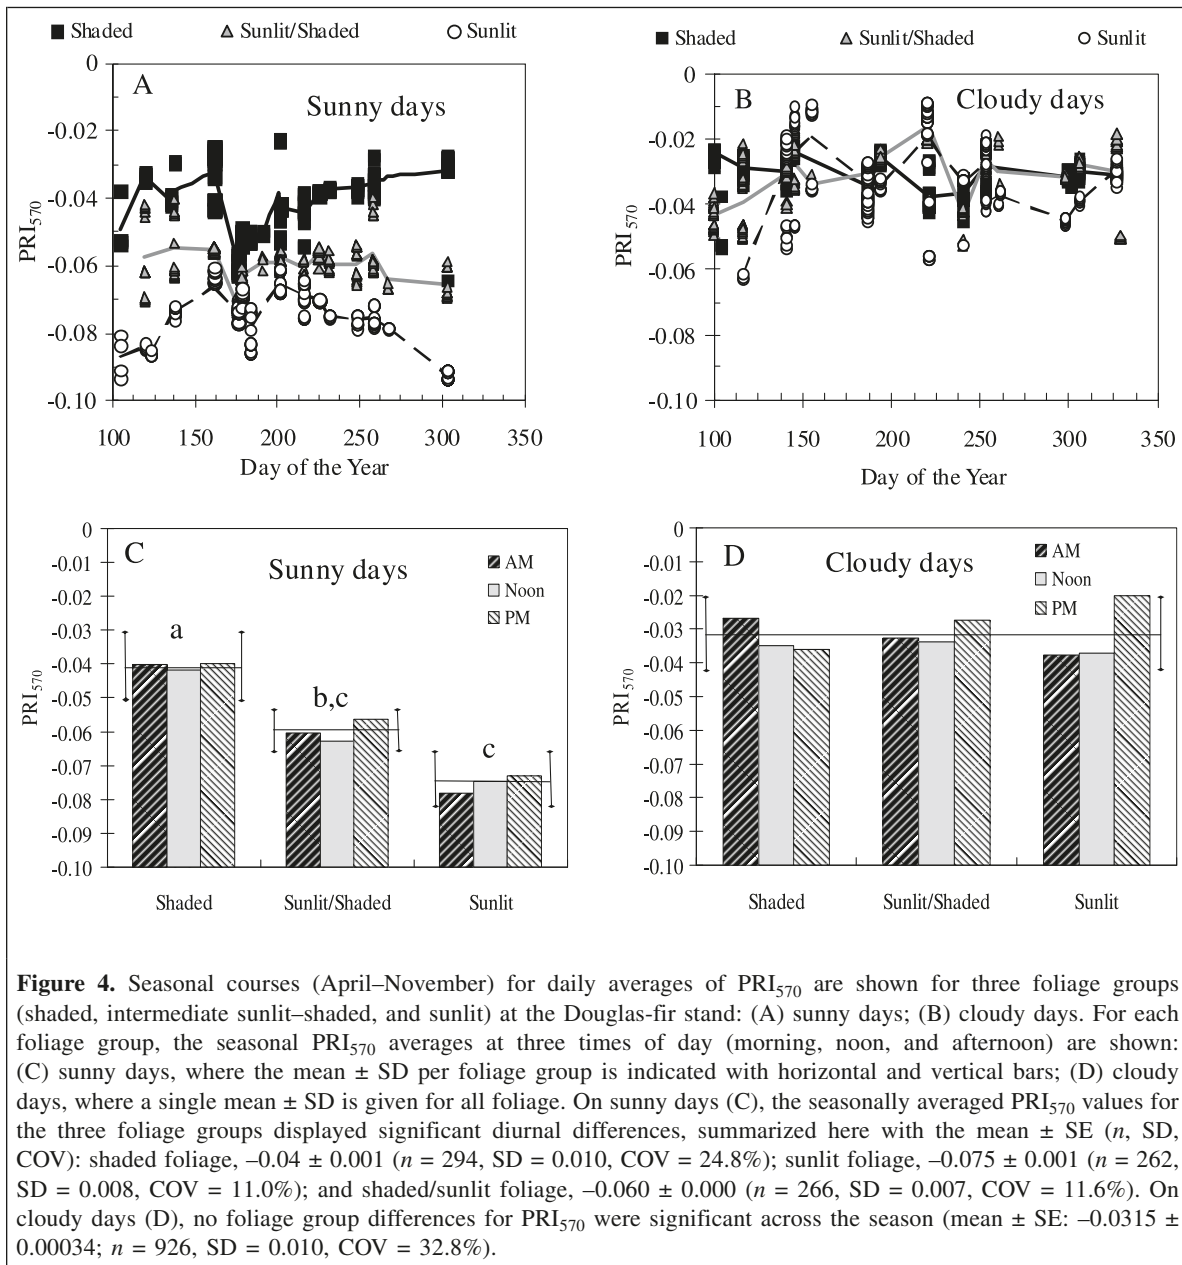 Shaded Sunlit/Shaded Sunlit
0
-0.02
-0.04
-0.06
-0.08
-0.10
PRI570
A
Sunny days
100 150 200 250 300 350
Day of the Year
Shaded Sunlit/Shaded Sunlit
0
-0.02
-0.04
-0.06
-0.08
-0.10
PRI570
B
Cloudy days
100 150 200 250 300 350
Day of the Year
0
-0.01
-0.02
-0.03
-0.04
-0.05
-0.06
-0.07
-0.08
-0.09
-0.10
PRI570
C
Sunny days
AM
Noon
PM
a
b,c
c
Shaded Sunlit/Shaded Sunlit
0
-0.01
-0.02
-0.03
-0.04
-0.05
-0.06
-0.07
-0.08
-0.09
-0.10
PRI570
D
Cloudy days
AM
Noon
PM
Shaded Sunlit/Shaded Sunlit
Figure 4. Seasonal courses (April–November) for daily averages of PRI570 are shown for three foliage groups
(shaded, intermediate sunlit–shaded, and sunlit) at the Douglas-fir stand: (A) sunny days; (B) cloudy days. For each
foliage group, the seasonal PRI570 averages at three times of day (morning, noon, and afternoon) are shown:
(C) sunny days, where the mean ± SD per foliage group is indicated with horizontal and vertical bars; (D) cloudy
days, where a single mean ± SD is given for all foliage. On sunny days (C), the seasonally averaged PRI570 values for
the three foliage groups displayed significant diurnal differences, summarized here with the mean ± SE (n, SD,
COV): shaded foliage, –0.04 ± 0.001 (n = 294, SD = 0.010, COV = 24.8%); sunlit foliage, –0.075 ± 0.001 (n = 262,
SD = 0.008, COV = 11.0%); and shaded/sunlit foliage, –0.060 ± 0.000 (n = 266, SD = 0.007, COV = 11.6%). On
cloudy days (D), no foliage group differences for PRI570 were significant across the season (mean ± SE: –0.0315 ±
0.00034; n = 926, SD = 0.010, COV = 32.8%).